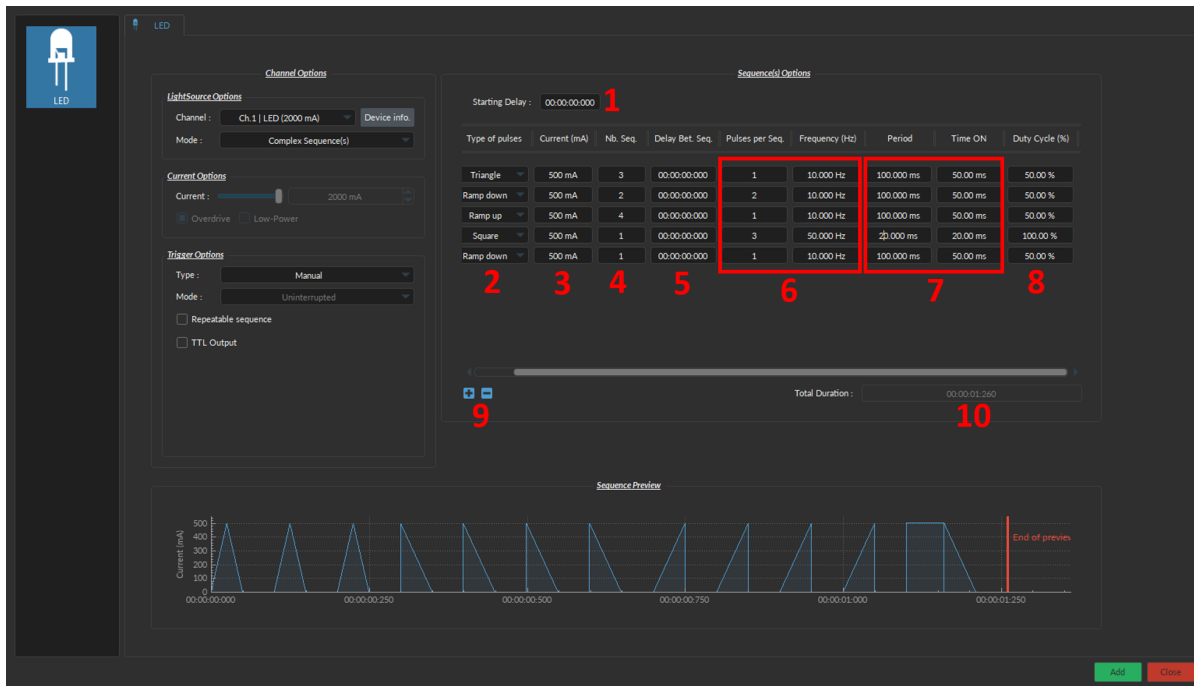 LED
LED
Channel Options
LightSource Options
Channel : Ch.1 | LED (2000 mA) Device info.
Mode : Complex Sequence(s)
Current Options
Current : 2000 mA
Overdrive Low-Power
Trigger Options
Type : Manual
Mode : Uninterrupted
Repeatable sequence
TTL Output
Sequence(s) Options
Starting Delay : 00:00:00:000 1
Type of pulses Current (mA) Nb. Seq. Delay Bet. Seq. Pulses per Seq. Frequency (Hz) Period Time ON Duty Cycle (%)
Triangle 500 mA 3 00:00:00:000 1 10.000 Hz 100.000 ms 50.00 ms 50.00 %
Ramp down 500 mA 2 00:00:00:000 2 10.000 Hz 100.000 ms 50.00 ms 50.00 %
Ramp up 500 mA 4 00:00:00:000 1 10.000 Hz 100.000 ms 50.00 ms 50.00 %
Square 500 mA 1 00:00:00:000 3 50.000 Hz 20.000 ms 20.00 ms 100.00 %
Ramp down 500 mA 1 00:00:00:000 1 10.000 Hz 100.000 ms 50.00 ms 50.00 %
2 3 4 5 6 7 8
9
Total Duration : 00:00:01:260
10
Sequence Preview
Current (mA)
500
400
300
200
100
0
00:00:00:000 00:00:00:250 00:00:00:500 00:00:00:750 00:00:01:000 00:00:01:250
End of previe
Add Close